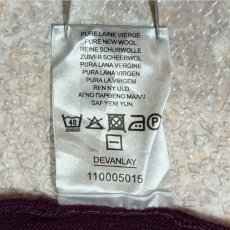 PURE LAINE VIERGE
PURE NEW WOOL
REINE SCHURWOLLE
ZUIVER SCHEERWOL
PURA LANA VERGINE
PURA LANA VIRGEN
PURA LÃ VIRGEM
REN NY ULD
ΑΓΝΟ ΠΑΡΘΕΝΟ ΜΑΛΛΙ
SAF YENİ YÜN
40
P
DEVANLAY
110005015